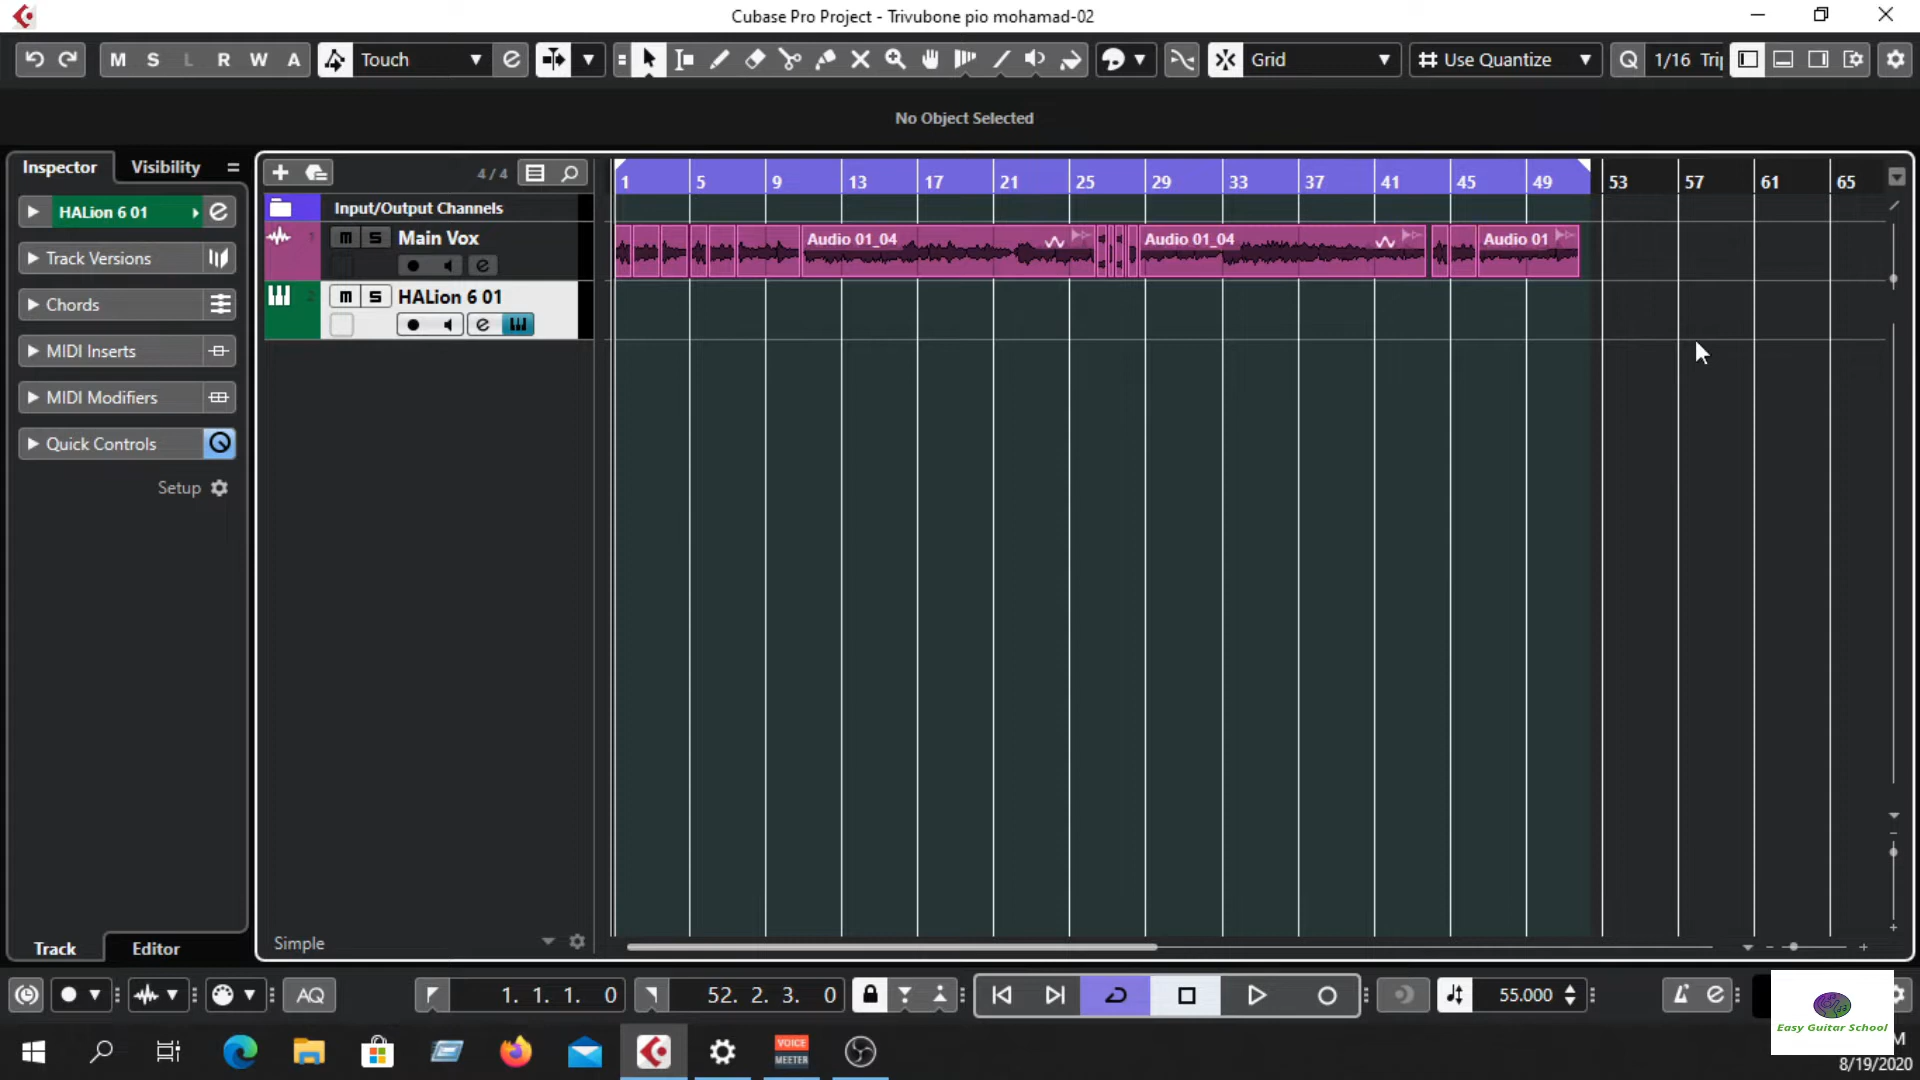 Cubase Pro Project - Trivubone pio mohamad-02
M S L R W A Touch Grid Use Quantize 1/16 Trip
No Object Selected
Inspector Visibility
4 / 4
1 5 9 13 17 21 25 29 33 37 41 45 49 53 57 61 65
HALion 6 01 e
Input/Output Channels
1 m S Main Vox
Audio 01_04 Audio 01_04 Audio 01
e
Track Versions
2 m S HALion 6 01
e
Chords
MIDI Inserts
MIDI Modifiers
Quick Controls
Setup
Simple
Track Editor
AQ 1. 1. 1. 0 52. 2. 3. 0 55.000 e
Easy Guitar School
VOICE
MEETER
M
8/19/2020